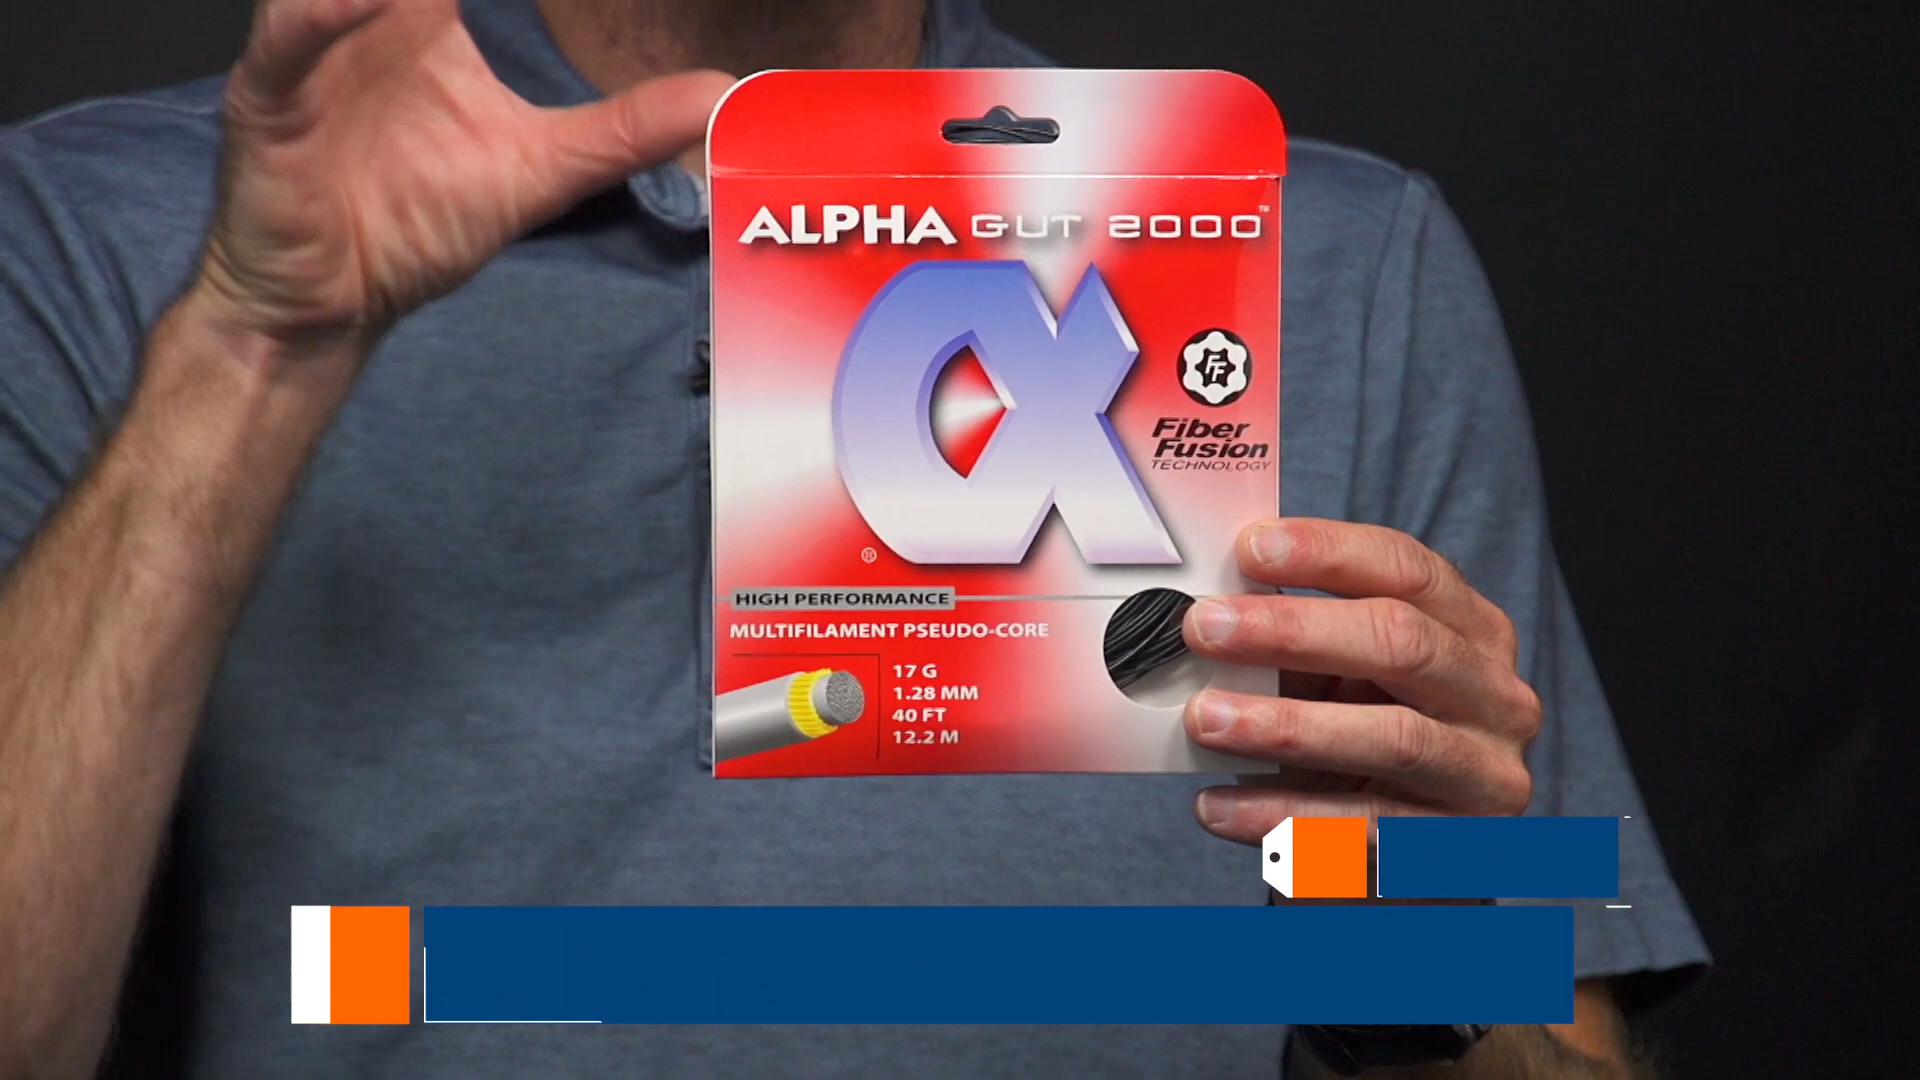 ALPHA GUT 2000™
FF
Fiber
Fusion
TECHNOLOGY
®
HIGH PERFORMANCE
MULTIFILAMENT PSEUDO-CORE
17 G
1.28 MM
40 FT
12.2 M